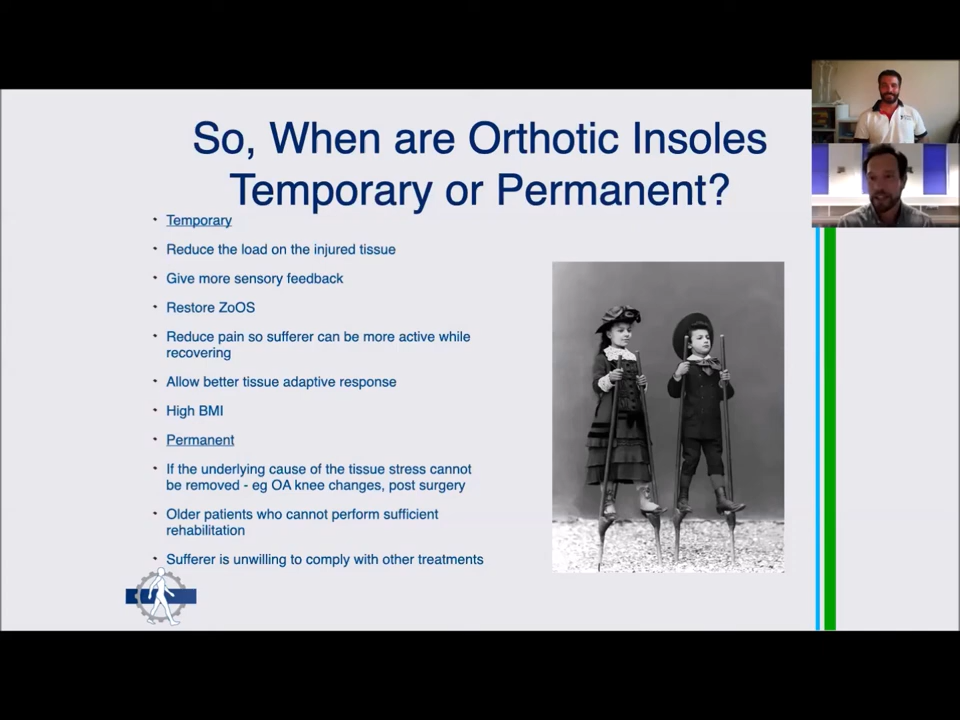 So, When are Orthotic Insoles
Temporary or Permanent?
Temporary
Reduce the load on the injured tissue
Give more sensory feedback
Restore ZoOS
Reduce pain so sufferer can be more active while
recovering
Allow better tissue adaptive response
High BMI
Permanent
If the underlying cause of the tissue stress cannot
be removed - eg OA knee changes, post surgery
Older patients who cannot perform sufficient
rehabilitation
Sufferer is unwilling to comply with other treatments